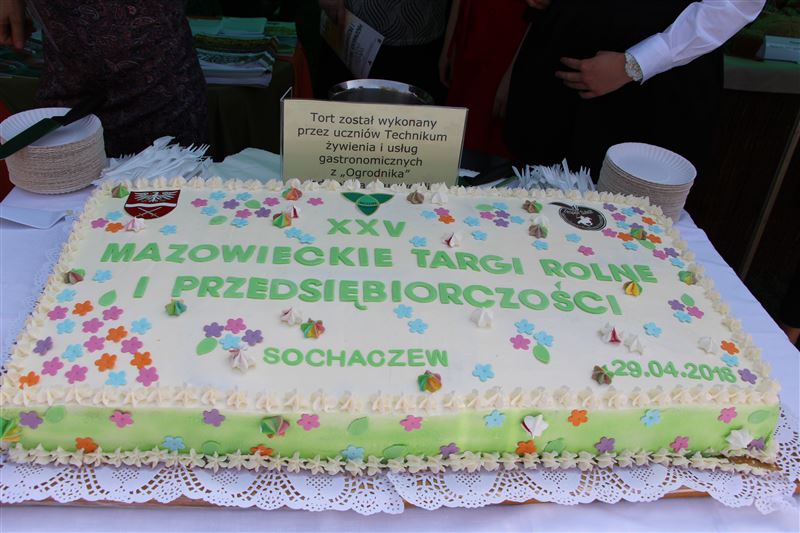 Tort został wykonany
przez uczniów Technikum
żywienia i usług
gastronomicznych
z „Ogrodnika”
XXV
MAZOWIECKIE TARGI ROLNE
I PRZEDSIĘBIORCZOŚCI
SOCHACZEW
29.04.2018